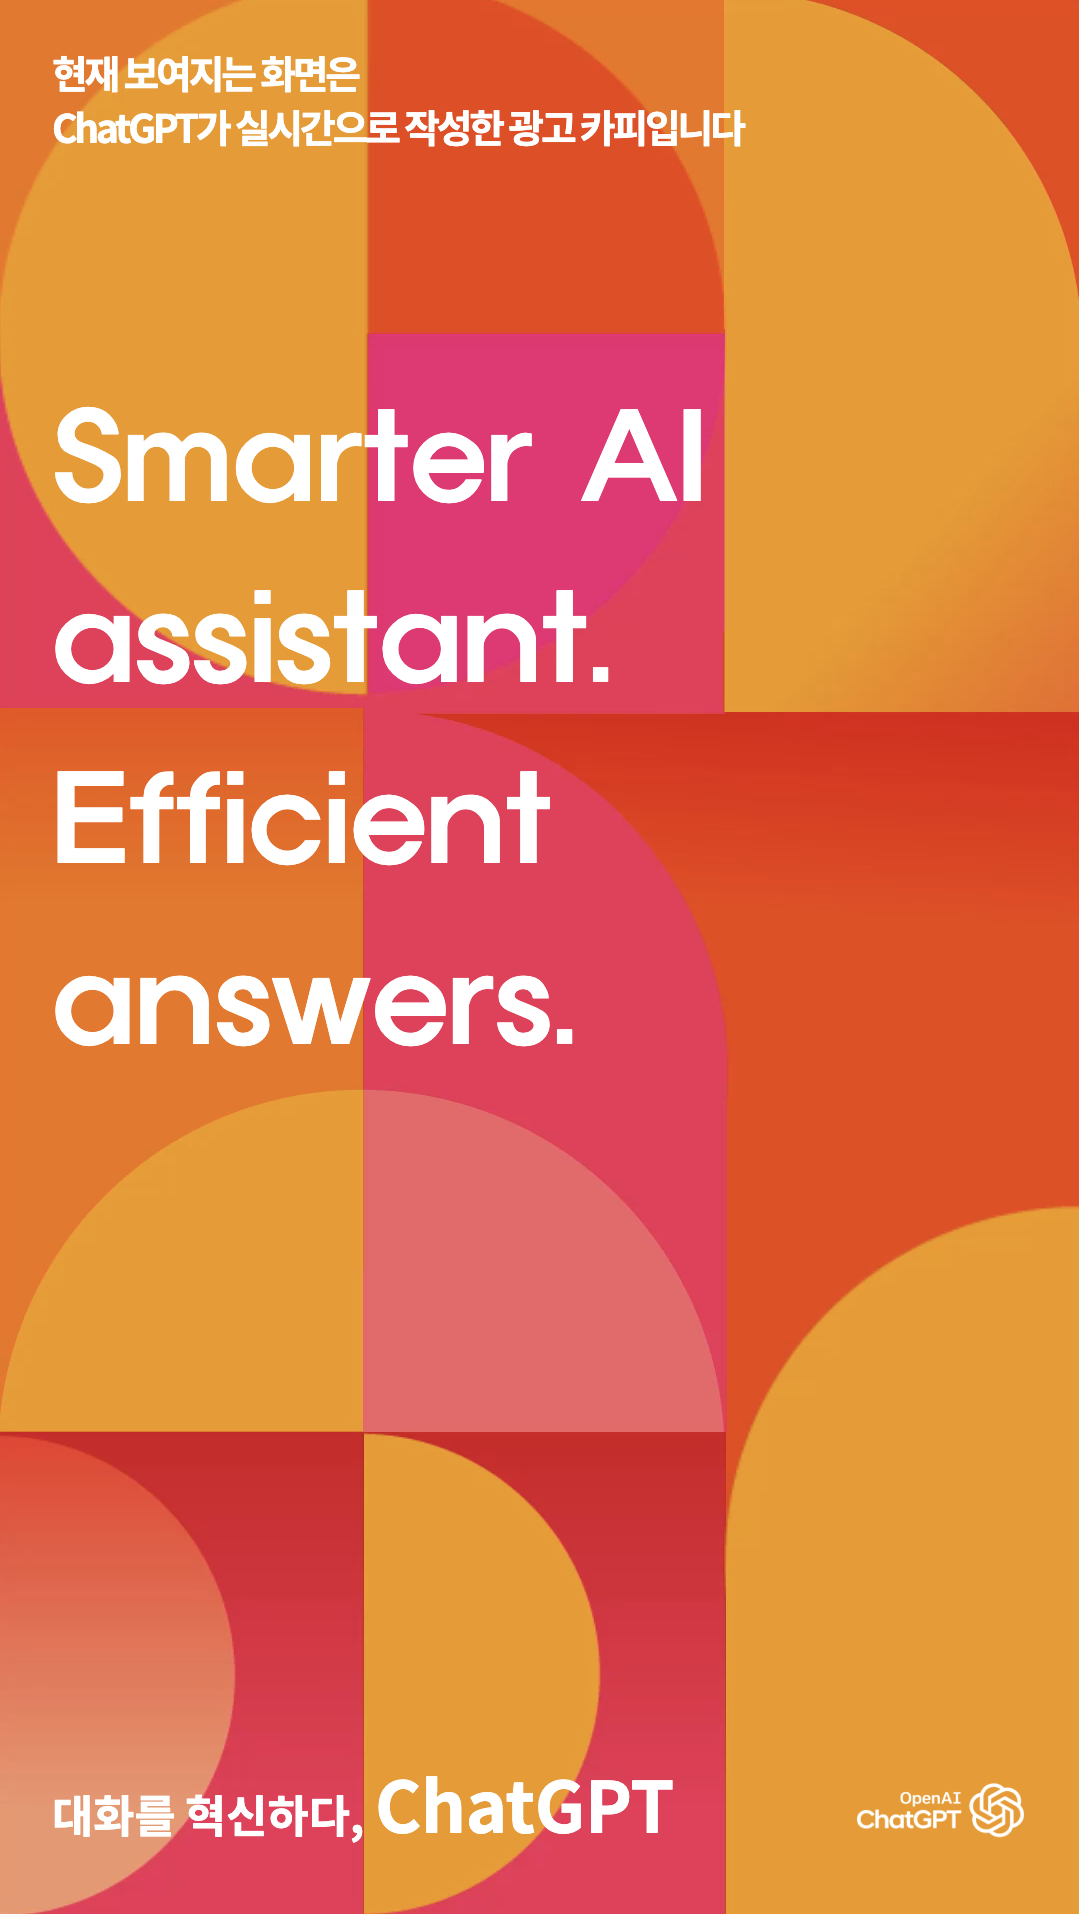 현재 보여지는 화면은
ChatGPT가 실시간으로 작성한 광고 카피입니다
Smarter AI
assistant.
Efficient
answers.
대화를 혁신하다, ChatGPT
OpenAI
ChatGPT